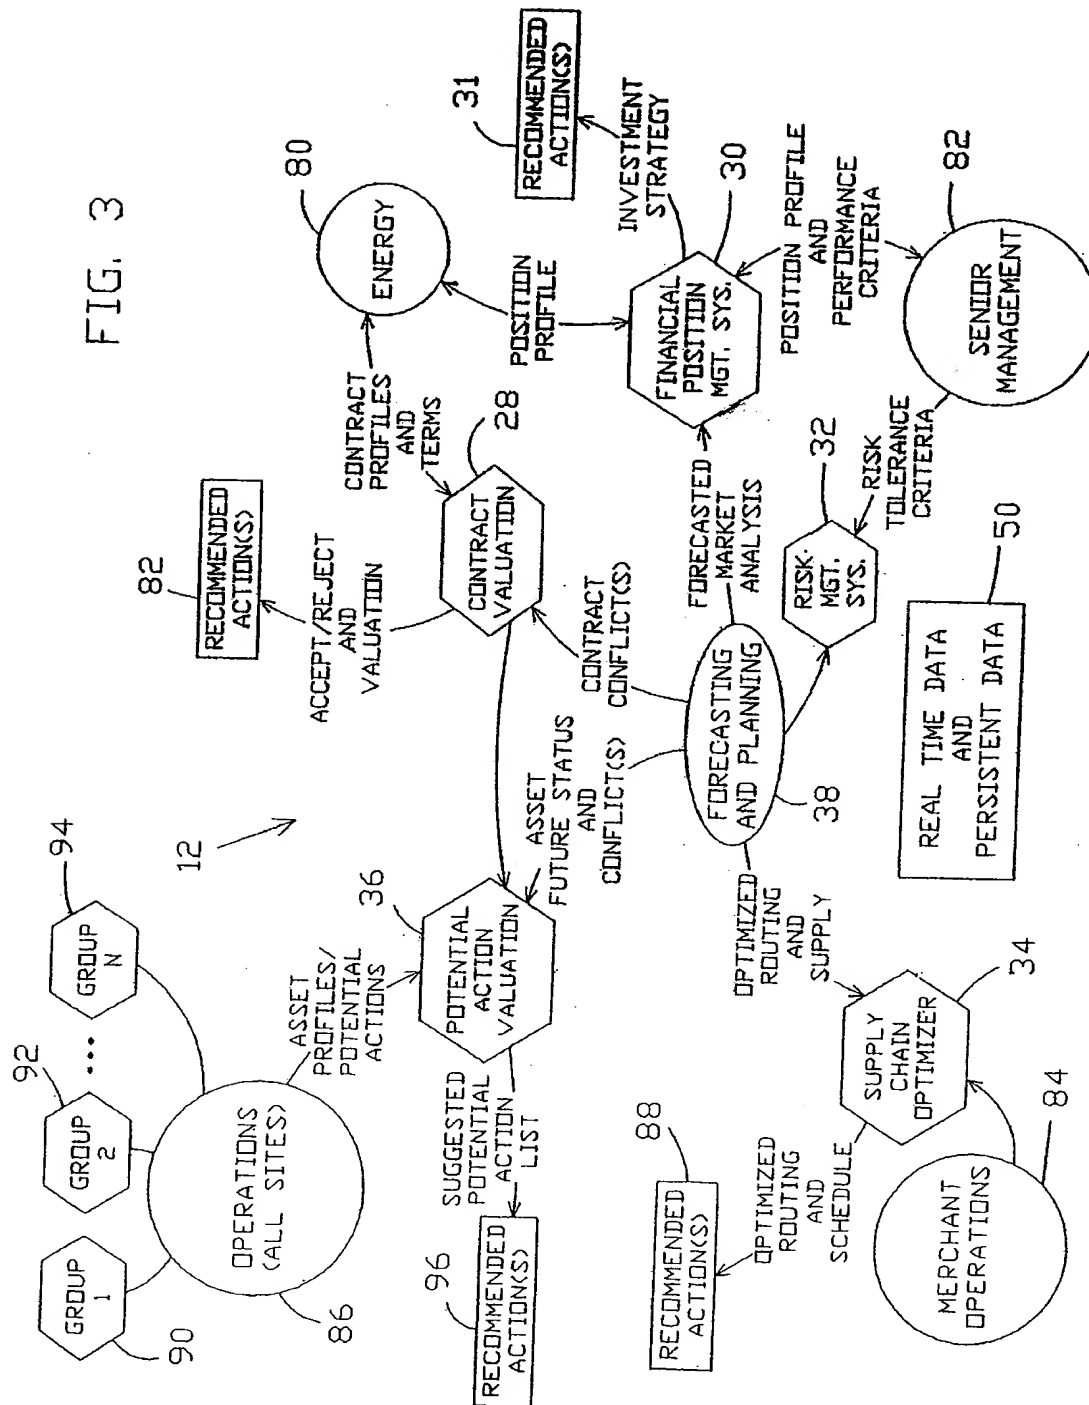 FIG. 3
12
GROUP
1
90
GROUP
2
92
...
GROUP
N
94
OPERATIONS
(ALL SITES)
86
ASSET
PROFILES/
POTENTIAL
ACTIONS
POTENTIAL
ACTION
VALUATION
36
SUGGESTED
POTENTIAL
ACTION
LIST
RECOMMENDED
ACTION(S)
96
RECOMMENDED
ACTION(S)
82
ACCEPT/REJECT
AND
VALUATION
CONTRACT
VALUATION
28
CONTRACT
PROFILES
AND
TERMS
ENERGY
80
POSITION
PROFILE
RECOMMENDED
ACTION(S)
31
INVESTMENT
STRATEGY
FINANCIAL
POSITION
MGT. SYS.
30
POSITION PROFILE
AND
PERFORMANCE
CRITERIA
SENIOR
MANAGEMENT
82
RISK
TOLERANCE
CRITERIA
RISK
MGT.
SYS.
32
FORECASTED
MARKET
ANALYSIS
CONTRACT
CONFLICT(S)
ASSET
FUTURE STATUS
AND
CONFLICT(S)
FORECASTING
AND PLANNING
38
OPTIMIZED
ROUTING
AND
SUPPLY
SUPPLY
CHAIN
OPTIMIZER
34
MERCHANT
OPERATIONS
84
OPTIMIZED
ROUTING
AND
SCHEDULE
RECOMMENDED
ACTION(S)
88
REAL TIME DATA
AND
PERSISTENT DATA
50